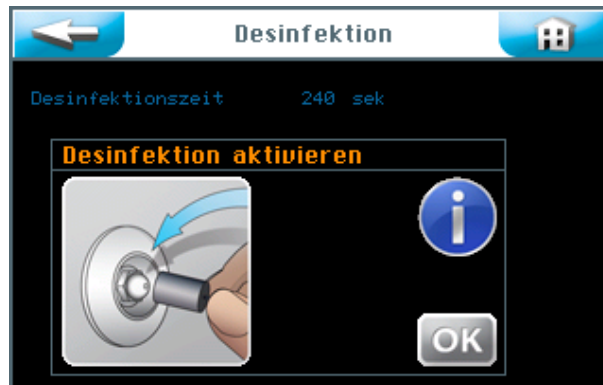 Desinfektion
Desinfektionszeit 240 sek
Desinfektion aktivieren
i
OK